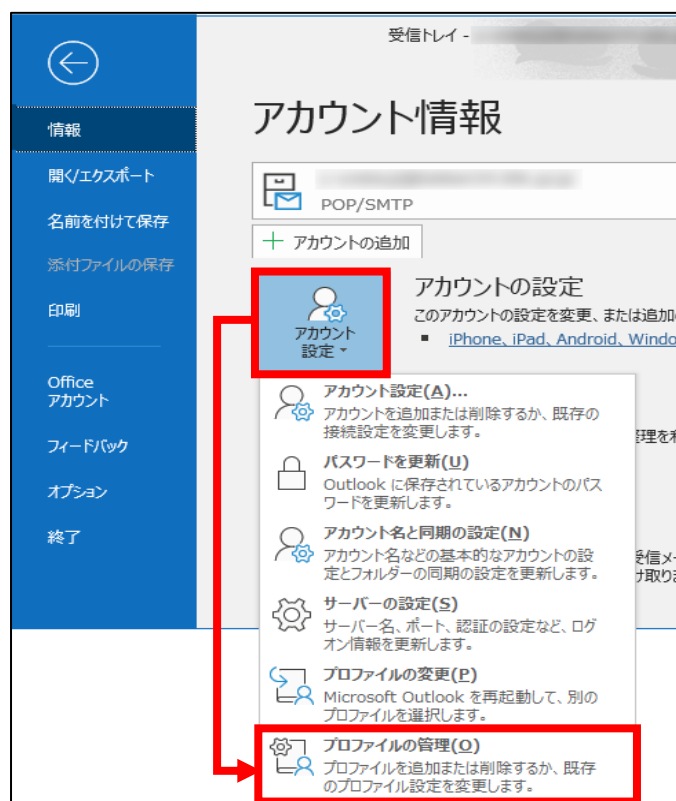 受信トレイ -
アカウント情報
情報
開く/エクスポート
名前を付けて保存
添付ファイルの保存
印刷
Office
アカウント
フィードバック
オプション
終了
POP/SMTP
アカウントの追加
アカウント
設定
アカウントの設定
このアカウントの設定を変更、または追加
iPhone、iPad、Android、Windo
アカウント設定(A)...
アカウントを追加または削除するか、既存の
接続設定を変更します。
パスワードを更新(U)
Outlook に保存されているアカウントのパス
ワードを更新します。
アカウント名と同期の設定(N)
アカウント名などの基本的なアカウントの設
定とフォルダーの同期の設定を更新します。
サーバーの設定(S)
サーバー名、ポート、認証の設定など、ログ
オン情報を更新します。
プロファイルの変更(P)
Microsoft Outlook を再起動して、別の
プロファイルを選択します。
プロファイルの管理(O)
プロファイルを追加または削除するか、既存
のプロファイル設定を変更します。